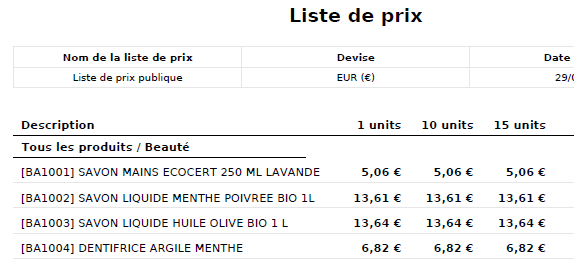 Liste de prix
Nom de la liste de prix Devise Date
Liste de prix publique EUR (€) 29/
Description 1 units 10 units 15 units
Tous les produits / Beauté
[BA1001] SAVON MAINS ECOCERT 250 ML LAVANDE 5,06 € 5,06 € 5,06 €
[BA1002] SAVON LIQUIDE MENTHE POIVREE BIO 1L 13,61 € 13,61 € 13,61 €
[BA1003] SAVON LIQUIDE HUILE OLIVE BIO 1 L 13,64 € 13,64 € 13,64 €
[BA1004] DENTIFRICE ARGILE MENTHE 6,82 € 6,82 € 6,82 €